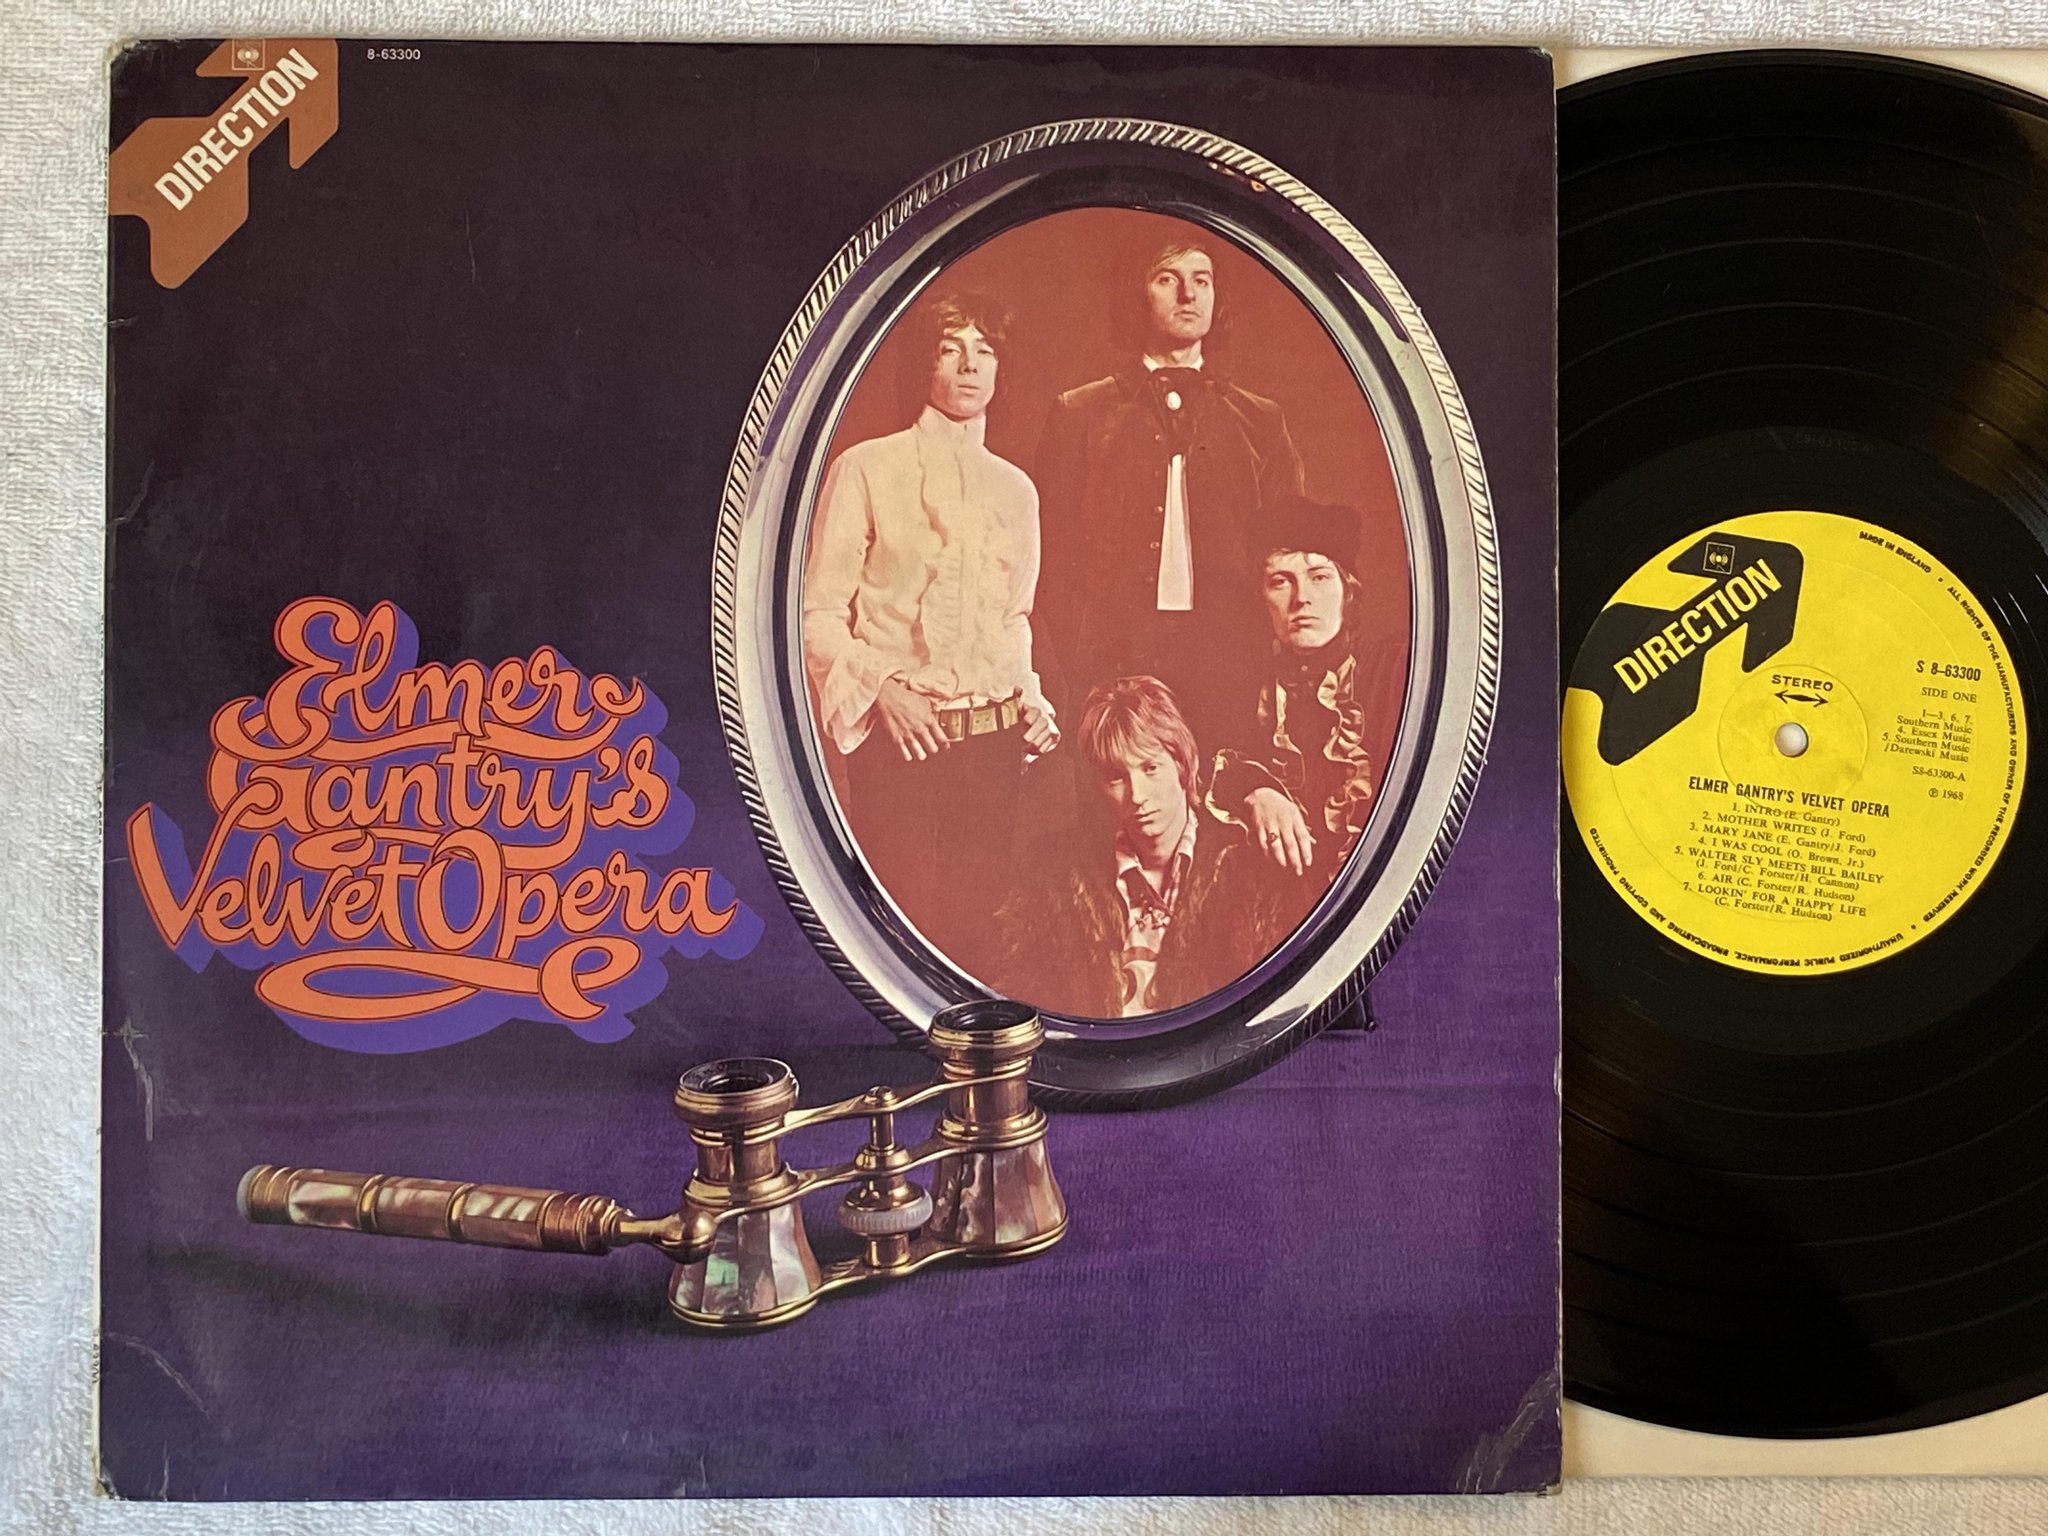 DIRECTION
8-63300
Elmer
Gantry's
Velvet Opera
DIRECTION
MADE IN ENGLAND • ALL RIGHTS OF THE MANUFACTURERS AND OWNER OF THE RECORDED WORK RESERVED • UNAUTHORIZED PUBLIC PERFORMANCE, BROADCASTING AND COPYING PROHIBITED
STEREO
S 8-63300
SIDE ONE
1—3, 6, 7.
Southern Music
4. Essex Music
5. Southern Music
/Darewski Music
S8-63300-A
℗ 1968
ELMER GANTRY'S VELVET OPERA
1. INTRO (E. Gantry)
2. MOTHER WRITES (J. Ford)
3. MARY JANE (E. Gantry/J. Ford)
4. I WAS COOL (O. Brown, Jr.)
5. WALTER SLY MEETS BILL BAILEY
(J. Ford/C. Forster/H. Cannon)
6. AIR (C. Forster/R. Hudson)
7. LOOKIN' FOR A HAPPY LIFE
(C. Forster/R. Hudson)